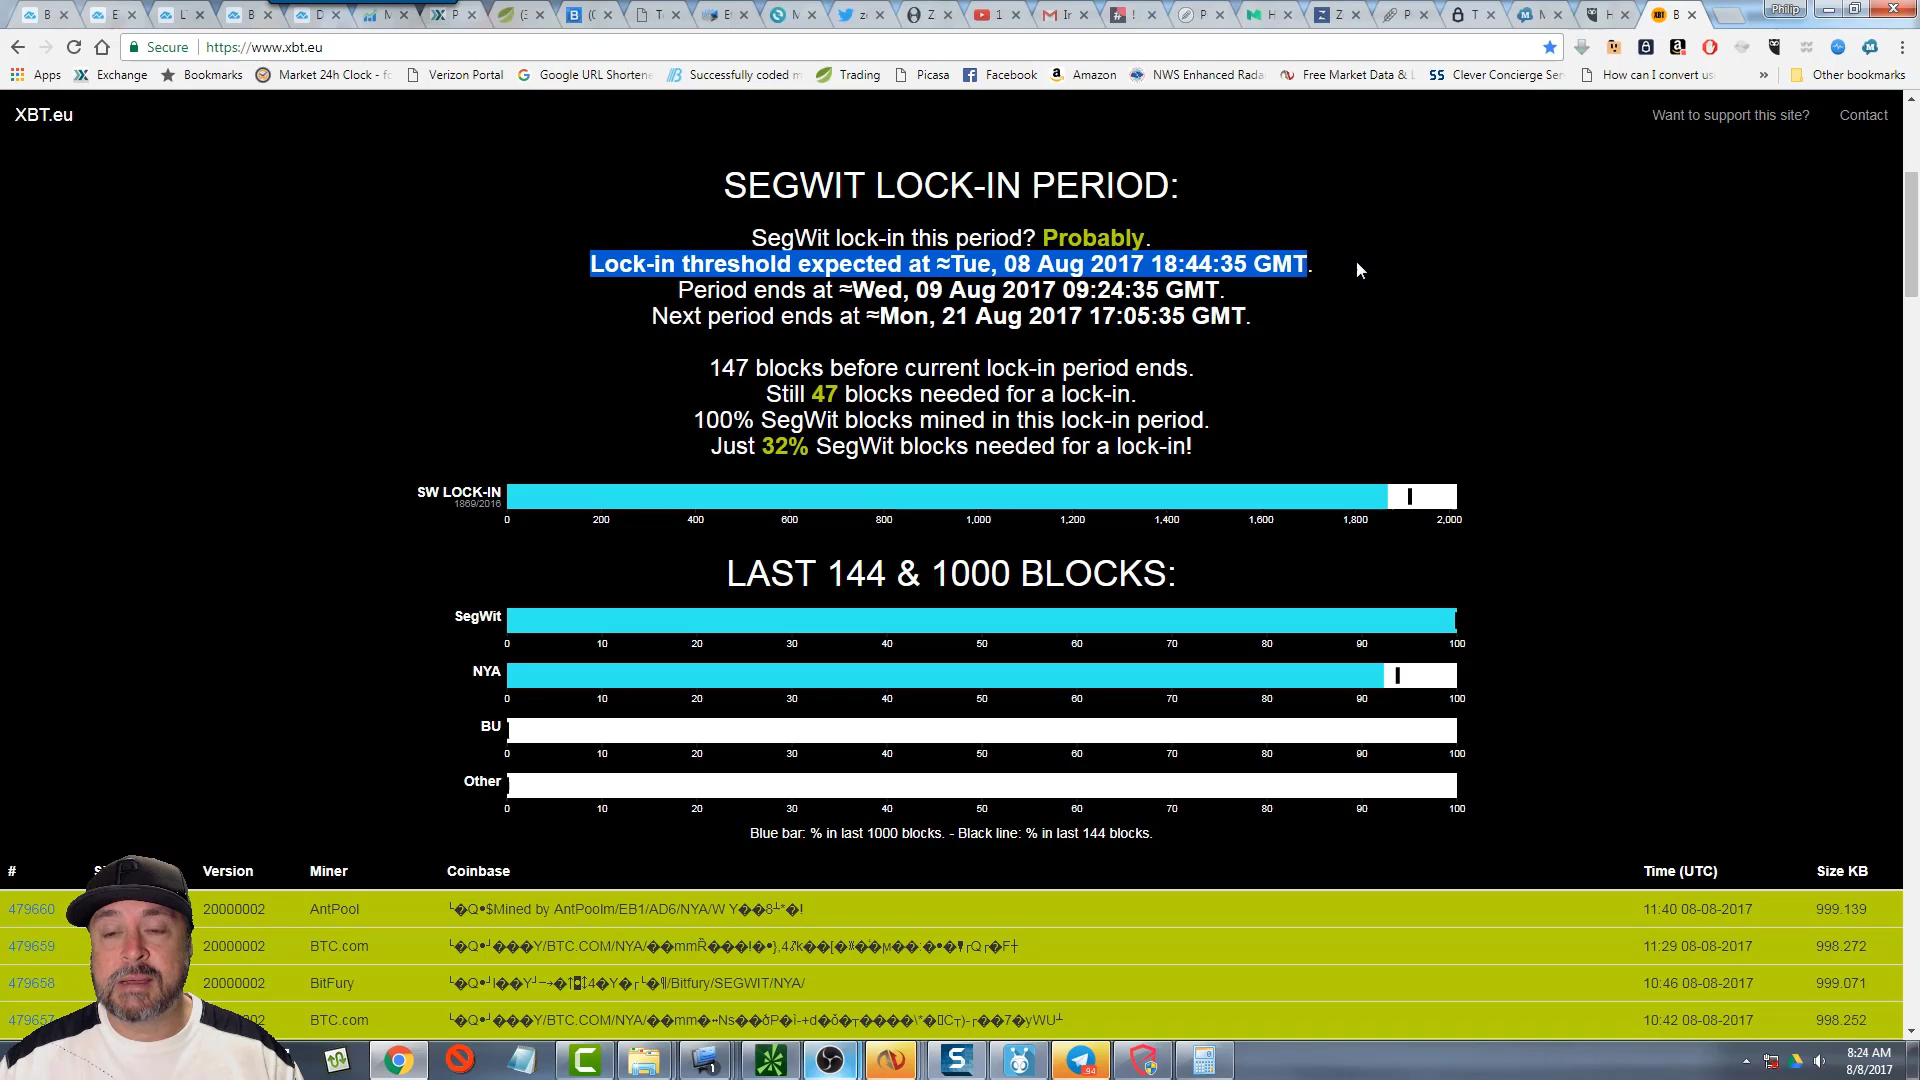 Philip
Secure https://www.xbt.eu
Apps Exchange Bookmarks Market 24h Clock - fo Verizon Portal Google URL Shortene Successfully coded m Trading Picasa Facebook Amazon NWS Enhanced Rada Free Market Data & L Clever Concierge Ser How can I convert us » Other bookmarks
XBT.eu Want to support this site? Contact
SEGWIT LOCK-IN PERIOD:
SegWit lock-in this period? Probably.
Lock-in threshold expected at ≈Tue, 08 Aug 2017 18:44:35 GMT.
Period ends at ≈Wed, 09 Aug 2017 09:24:35 GMT.
Next period ends at ≈Mon, 21 Aug 2017 17:05:35 GMT.
147 blocks before current lock-in period ends.
Still 47 blocks needed for a lock-in.
100% SegWit blocks mined in this lock-in period.
Just 32% SegWit blocks needed for a lock-in!
SW LOCK-IN
1869/2016
0 200 400 600 800 1,000 1,200 1,400 1,600 1,800 2,000
LAST 144 & 1000 BLOCKS:
SegWit
0 10 20 30 40 50 60 70 80 90 100
NYA
0 10 20 30 40 50 60 70 80 90 100
BU
0 10 20 30 40 50 60 70 80 90 100
Other
0 10 20 30 40 50 60 70 80 90 100
Blue bar: % in last 1000 blocks. - Black line: % in last 144 blocks.
# Version Miner Coinbase Time (UTC) Size KB
479660 20000002 AntPool $Mined by AntPoolm/EB1/AD6/NYA/W 11:40 08-08-2017 999.139
479659 20000002 BTC.com Y/BTC.COM/NYA/ 11:29 08-08-2017 998.272
479658 20000002 BitFury /Bitfury/SEGWIT/NYA/ 10:46 08-08-2017 999.071
479657 BTC.com Y/BTC.COM/NYA/ 10:42 08-08-2017 998.252
8:24 AM
8/8/2017